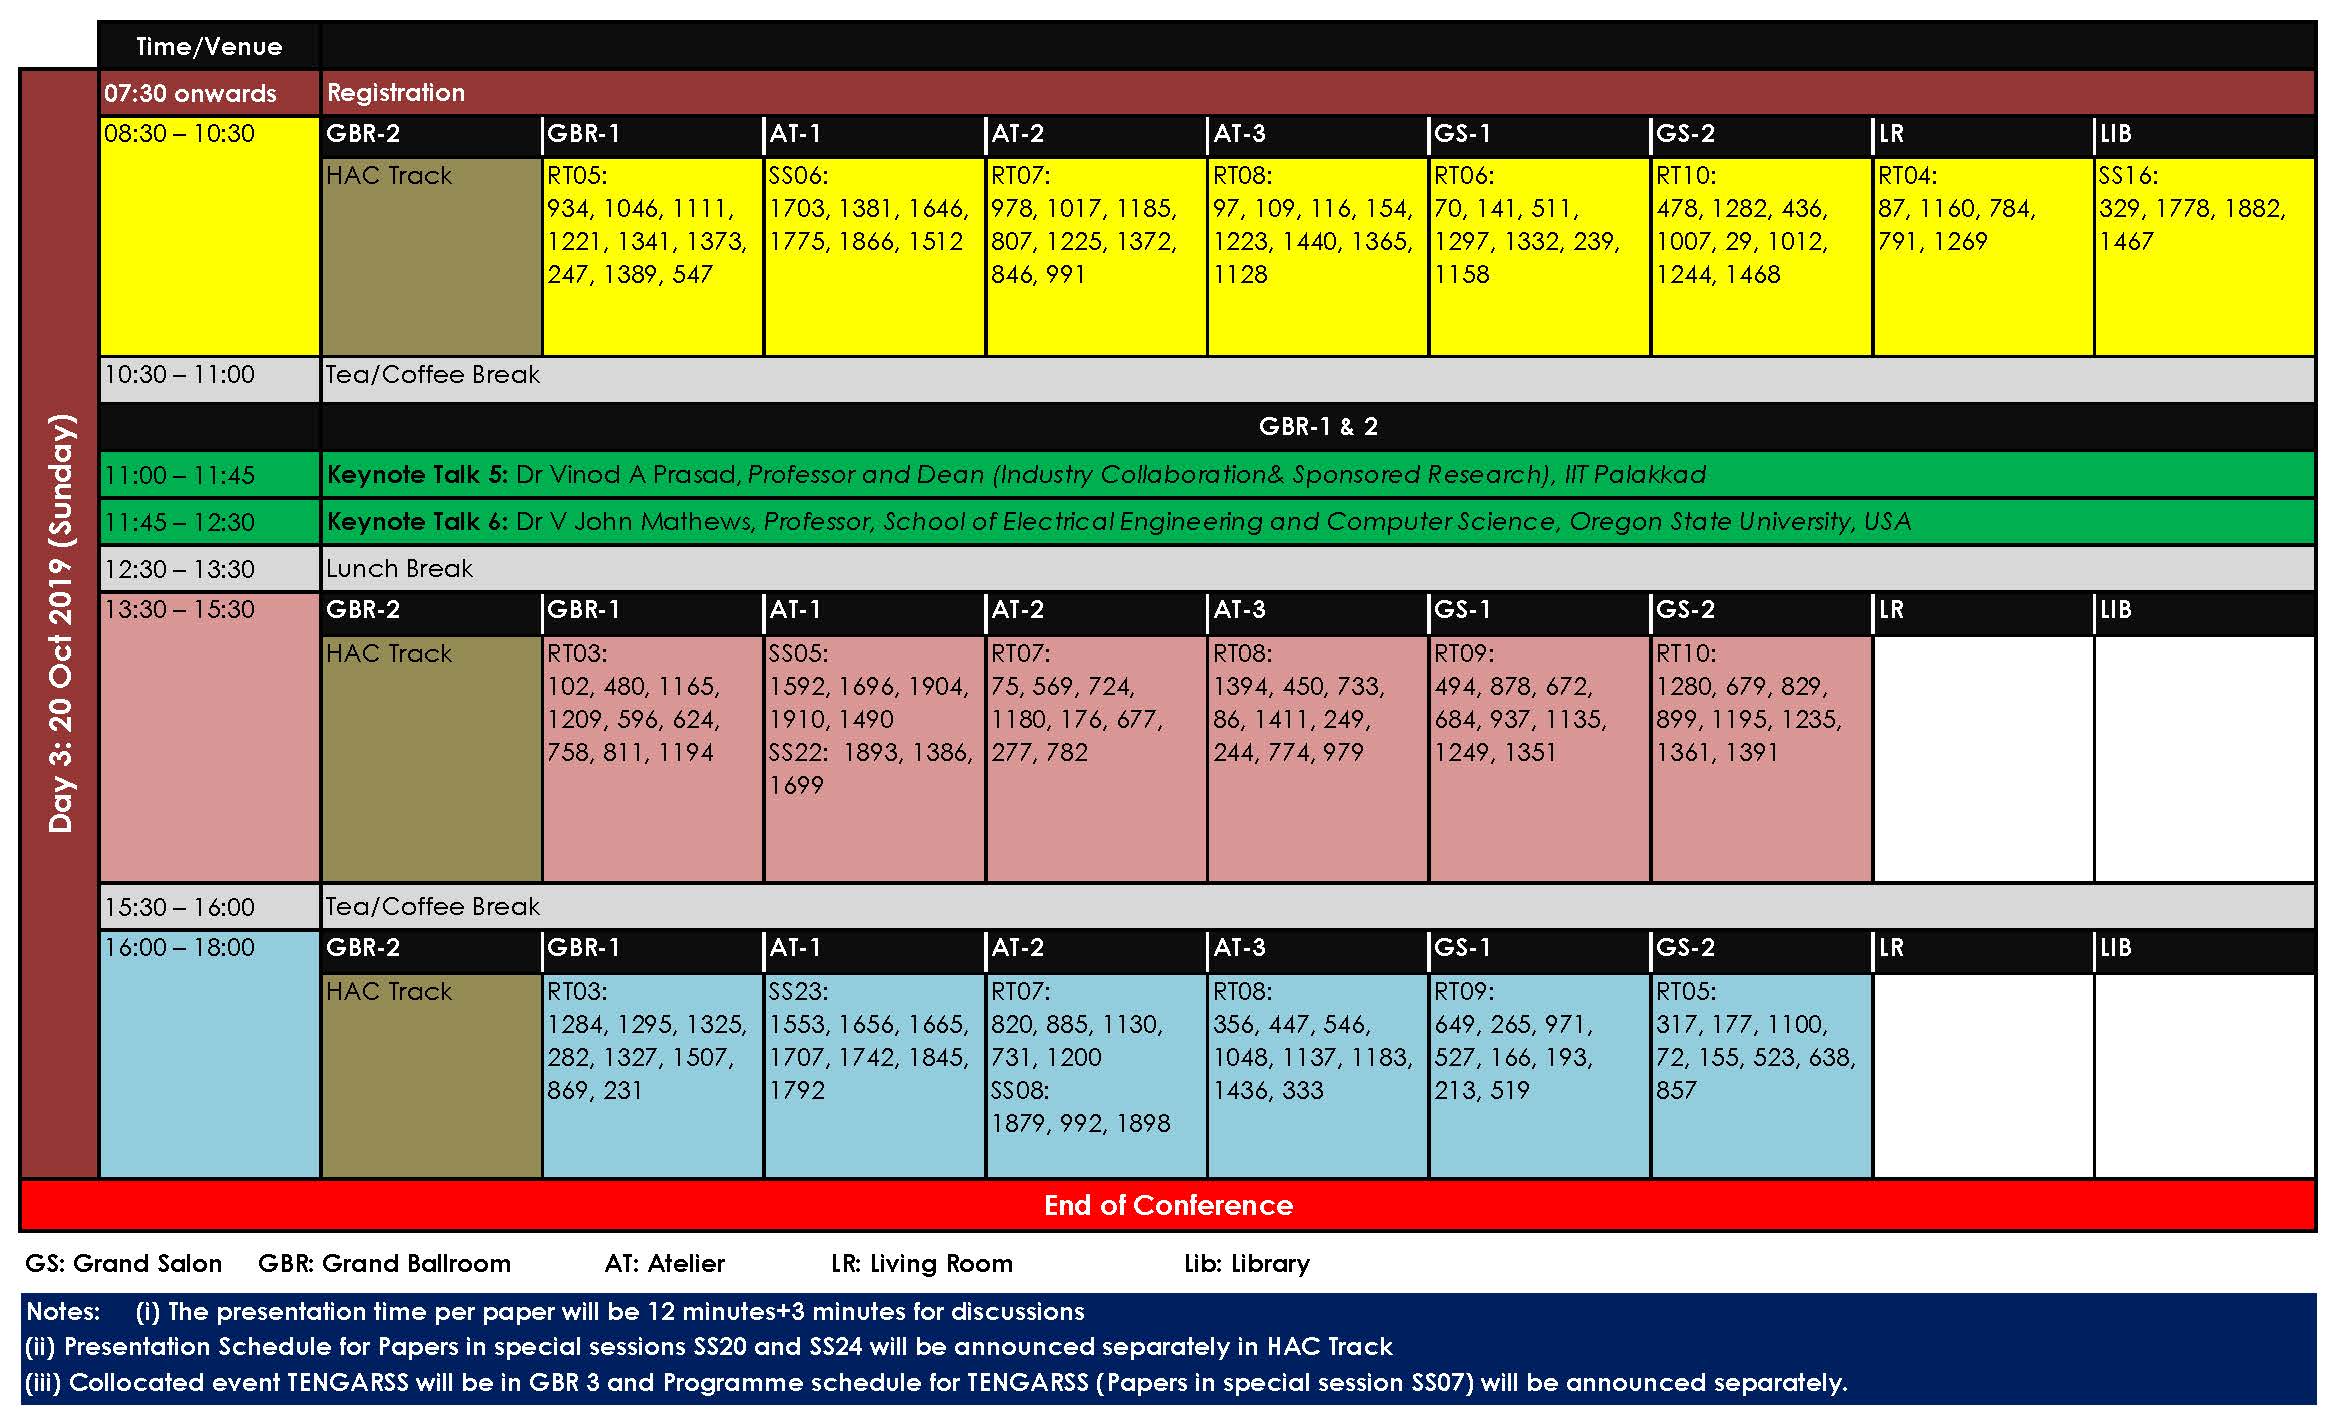 Time/Venue
Day 3: 20 Oct 2019 (Sunday)
07:30 onwards Registration
08:30 – 10:30 GBR-2 GBR-1 AT-1 AT-2 AT-3 GS-1 GS-2 LR LIB
HAC Track RT05: SS06: RT07: RT08: RT06: RT10: RT04: SS16:
934, 1046, 1111, 1703, 1381, 1646, 978, 1017, 1185, 97, 109, 116, 154, 70, 141, 511, 478, 1282, 436, 87, 1160, 784, 329, 1778, 1882,
1221, 1341, 1373, 1775, 1866, 1512 807, 1225, 1372, 1223, 1440, 1365, 1297, 1332, 239, 1007, 29, 1012, 791, 1269 1467
247, 1389, 547 846, 991 1128 1158 1244, 1468
10:30 – 11:00 Tea/Coffee Break
GBR-1 & 2
11:00 – 11:45 Keynote Talk 5: Dr Vinod A Prasad, Professor and Dean (Industry Collaboration& Sponsored Research), IIT Palakkad
11:45 – 12:30 Keynote Talk 6: Dr V John Mathews, Professor, School of Electrical Engineering and Computer Science, Oregon State University, USA
12:30 – 13:30 Lunch Break
13:30 – 15:30 GBR-2 GBR-1 AT-1 AT-2 AT-3 GS-1 GS-2 LR LIB
HAC Track RT03: SS05: RT07: RT08: RT09: RT10:
102, 480, 1165, 1592, 1696, 1904, 75, 569, 724, 1394, 450, 733, 494, 878, 672, 1280, 679, 829,
1209, 596, 624, 1910, 1490 1180, 176, 677, 86, 1411, 249, 684, 937, 1135, 899, 1195, 1235,
758, 811, 1194 SS22: 1893, 1386, 277, 782 244, 774, 979 1249, 1351 1361, 1391
1699
15:30 – 16:00 Tea/Coffee Break
16:00 – 18:00 GBR-2 GBR-1 AT-1 AT-2 AT-3 GS-1 GS-2 LR LIB
HAC Track RT03: SS23: RT07: RT08: RT09: RT05:
1284, 1295, 1325, 1553, 1656, 1665, 820, 885, 1130, 356, 447, 546, 649, 265, 971, 317, 177, 1100,
282, 1327, 1507, 1707, 1742, 1845, 731, 1200 1048, 1137, 1183, 527, 166, 193, 72, 155, 523, 638,
869, 231 1792 SS08: 1436, 333 213, 519 857
1879, 992, 1898
End of Conference
GS: Grand Salon GBR: Grand Ballroom AT: Atelier LR: Living Room Lib: Library
Notes: (i) The presentation time per paper will be 12 minutes+3 minutes for discussions
(ii) Presentation Schedule for Papers in special sessions SS20 and SS24 will be announced separately in HAC Track
(iii) Collocated event TENGARSS will be in GBR 3 and Programme schedule for TENGARSS (Papers in special session SS07) will be announced separately.